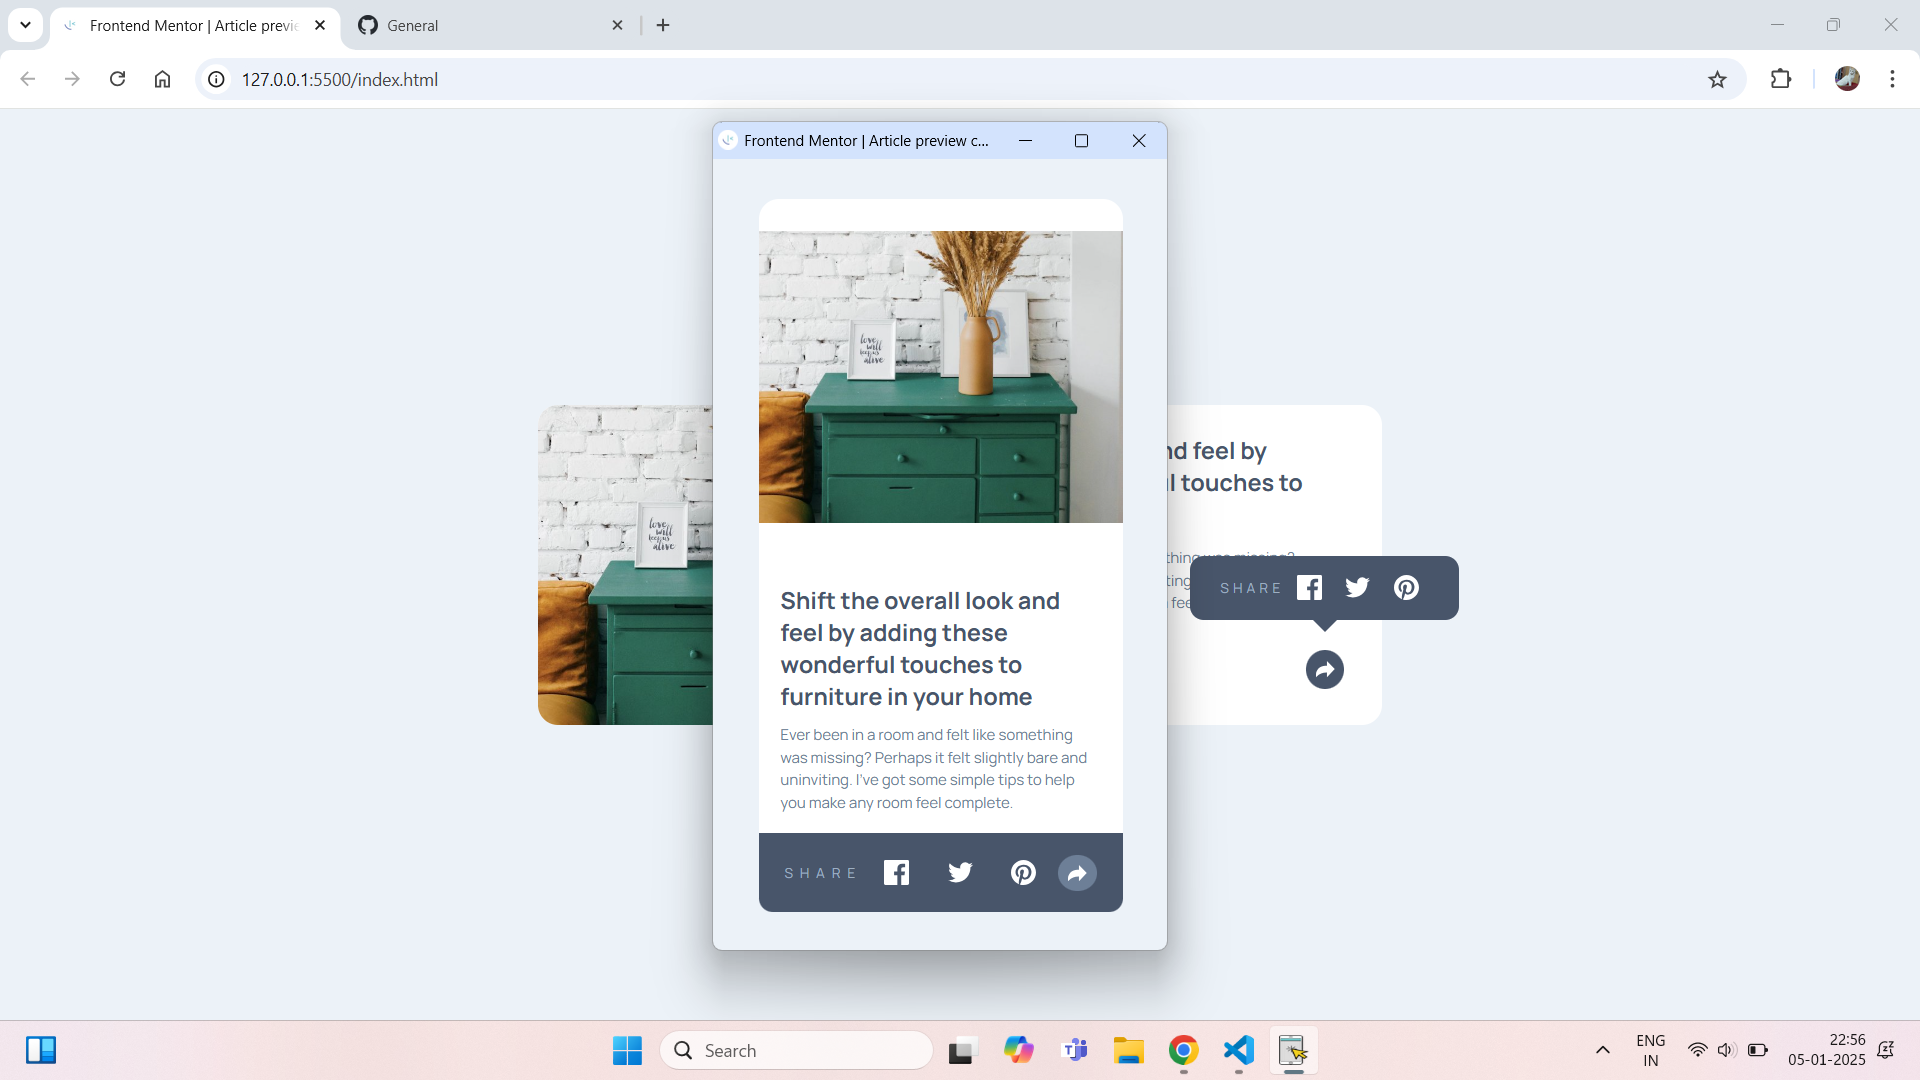 Frontend Mentor | Article previe
General
127.0.0.1:5500/index.html
Frontend Mentor | Article preview c...
love
will
keep us
alive
Shift the overall look and
feel by adding these
wonderful touches to
furniture in your home
Ever been in a room and felt like something
was missing? Perhaps it felt slightly bare and
uninviting. I've got some simple tips to help
you make any room feel complete.
SHARE
love
will
keep us
alive
nd feel by
l touches to
thing was missing?
ting
fee
SHARE
Search
ENG
IN
22:56
05-01-2025